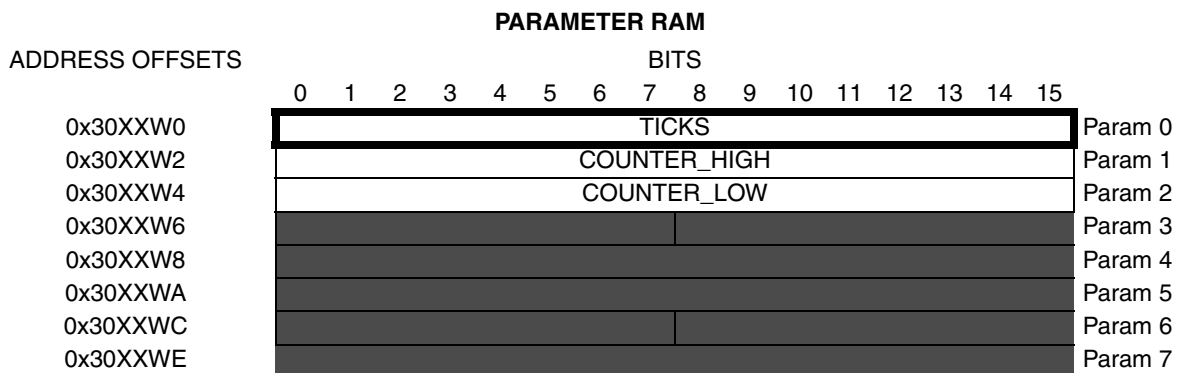 PARAMETER RAM
ADDRESS OFFSETS BITS
0 1 2 3 4 5 6 7 8 9 10 11 12 13 14 15
0x30XXW0 TICKS Param 0
0x30XXW2 COUNTER_HIGH Param 1
0x30XXW4 COUNTER_LOW Param 2
0x30XXW6 Param 3
0x30XXW8 Param 4
0x30XXWA Param 5
0x30XXWC Param 6
0x30XXWE Param 7